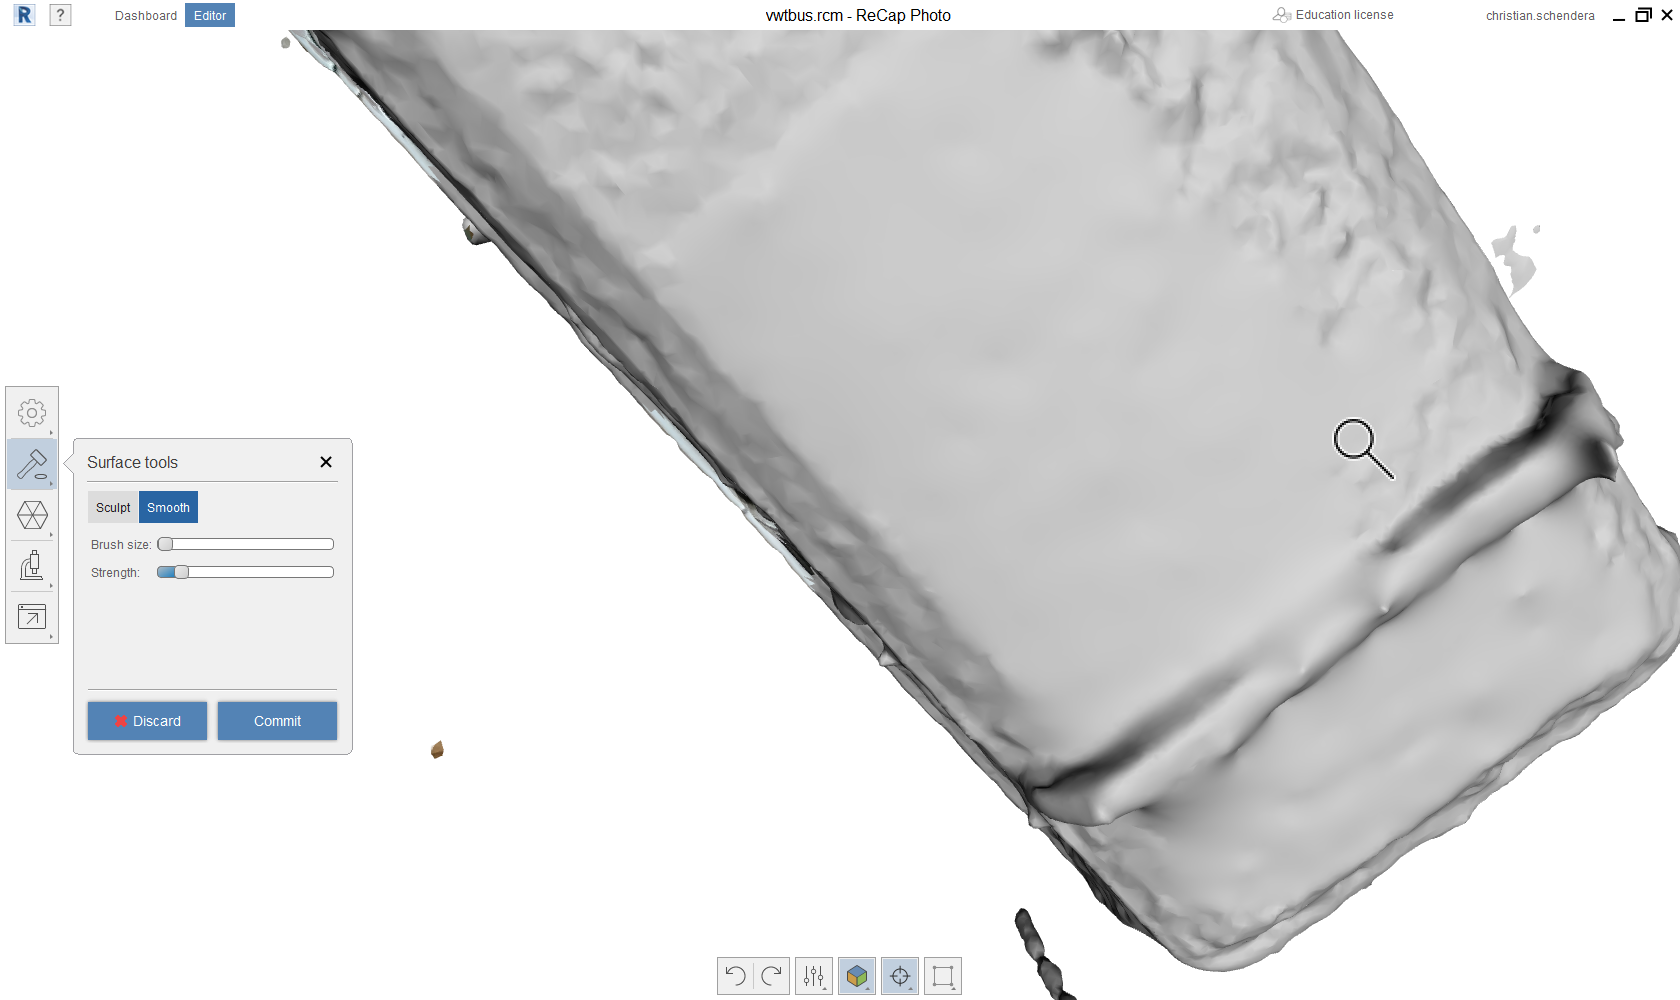 R ? Dashboard Editor vwtbus.rcm - ReCap Photo Education license christian.schendera
Surface tools
Sculpt Smooth
Brush size:
Strength:
Discard Commit